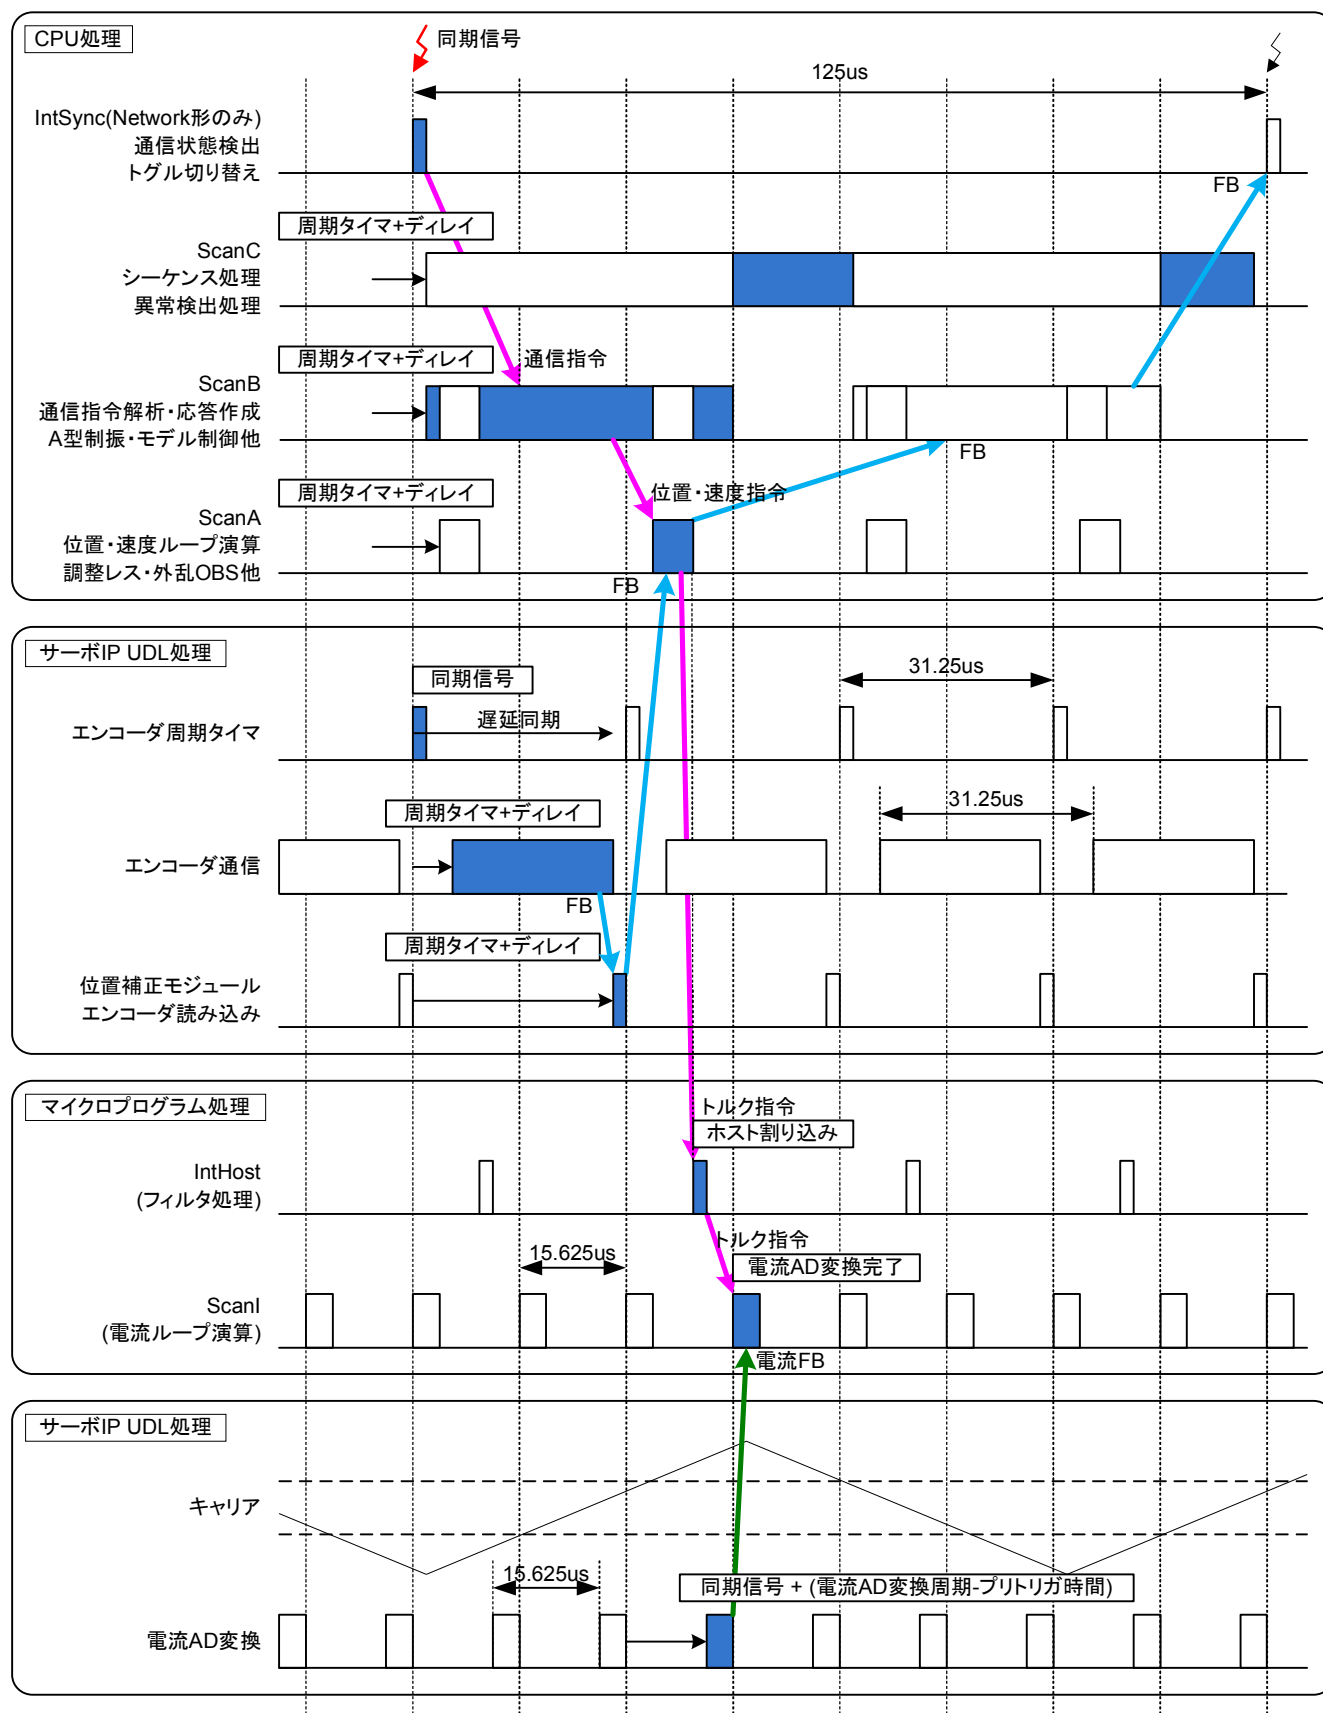 CPU処理
同期信号
125us
IntSync(Network形のみ)
通信状態検出
トグル切り替え
FB
周期タイマ+ディレイ
ScanC
シーケンス処理
異常検出処理
周期タイマ+ディレイ
通信指令
ScanB
通信指令解析・応答作成
A型制振・モデル制御他
FB
周期タイマ+ディレイ
位置・速度指令
ScanA
位置・速度ループ演算
調整レス・外乱OBS他
FB
サーボIP UDL処理
同期信号
31.25us
遅延同期
エンコーダ周期タイマ
31.25us
周期タイマ+ディレイ
エンコーダ通信
FB
周期タイマ+ディレイ
位置補正モジュール
エンコーダ読み込み
マイクロプログラム処理
トルク指令
ホスト割り込み
IntHost
(フィルタ処理)
トルク指令
15.625us
電流AD変換完了
ScanI
(電流ループ演算)
電流FB
サーボIP UDL処理
キャリア
15.625us
同期信号 + (電流AD変換周期-プリトリガ時間)
電流AD変換